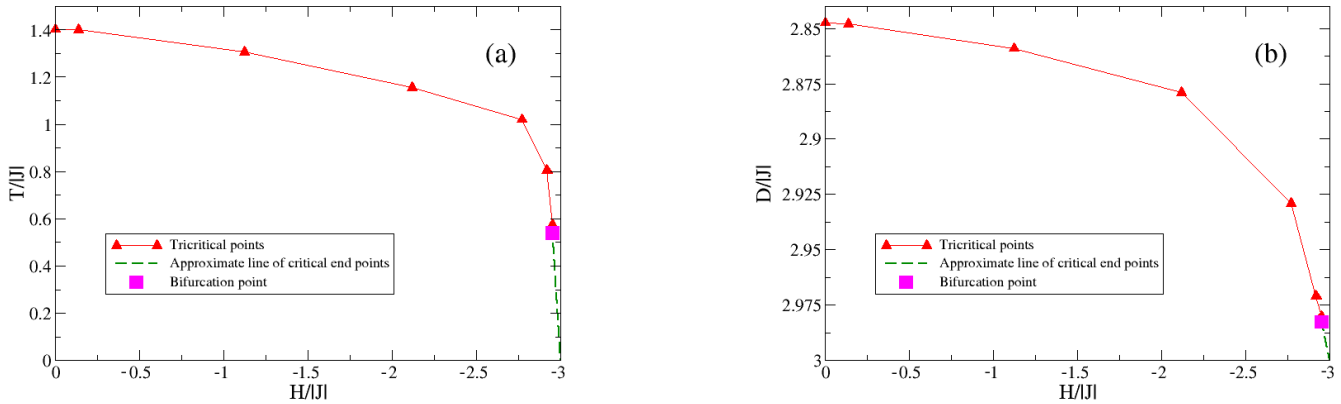 (a)
1.4
1.2
1
0.8
0.6
0.4
0.2
0
T/|J|
Tricritical points
Approximate line of critical end points
Bifurcation point
0 -0.5 -1 -1.5 -2 -2.5 -3
H/|J|
(b)
2.85
2.875
2.9
2.925
2.95
2.975
3
D/|J|
Tricritical points
Approximate line of critical end points
Bifurcation point
0 -0.5 -1 -1.5 -2 -2.5 -3
H/|J|